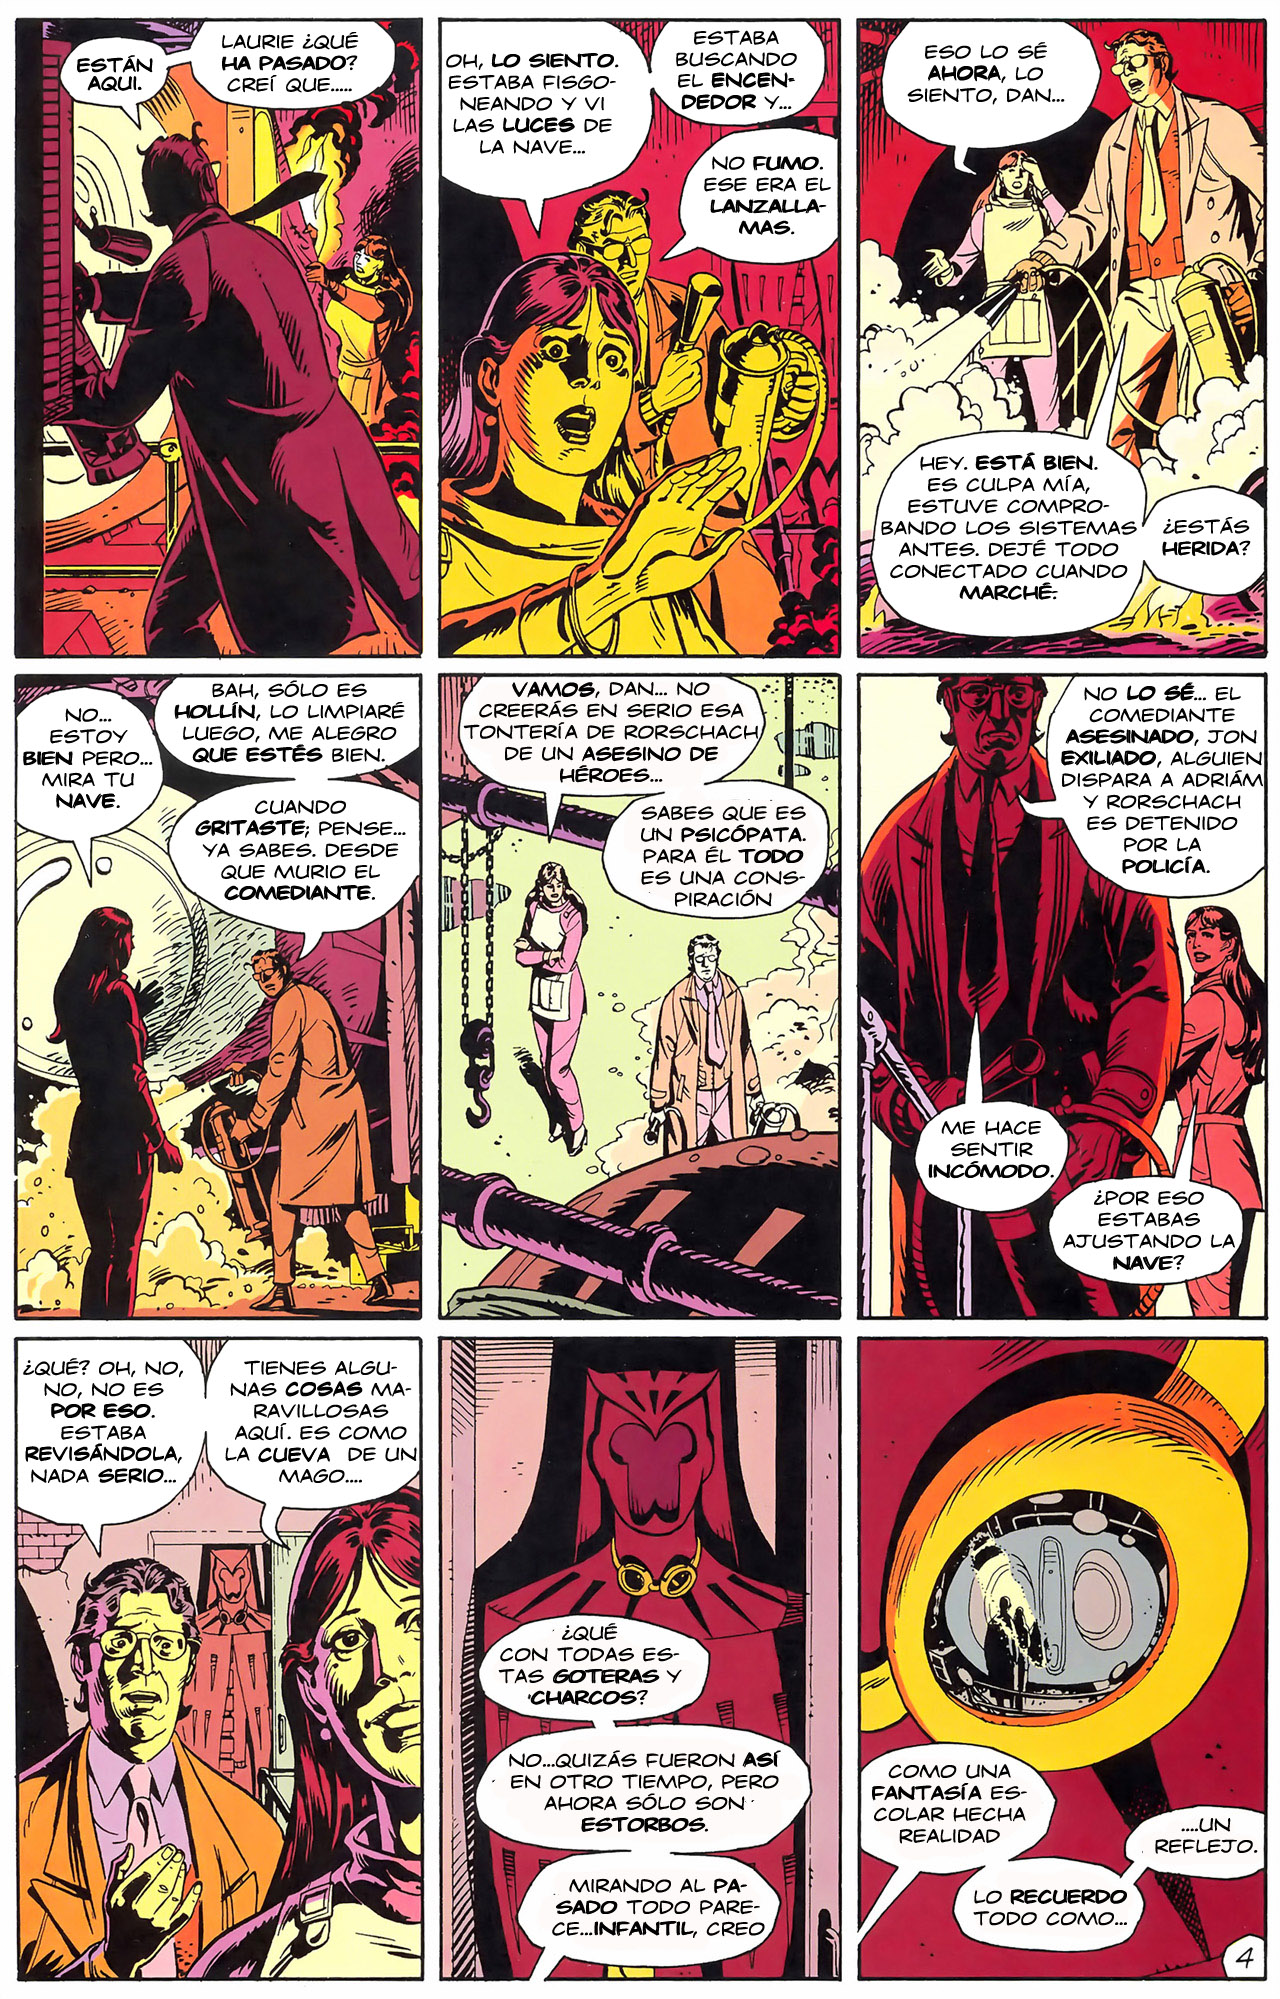 ESTÁN
AQUI.
LAURIE ¿QUÉ
HA PASADO?
CREÍ QUE.....
OH, LO SIENTO.
ESTABA FISGO-
NEANDO Y VI
LAS LUCES DE
LA NAVE...
ESTABA
BUSCANDO
EL ENCEN-
DEDOR Y...
NO FUMO.
ESE ERA EL
LANZALLA-
MAS.
ESO LO SÉ
AHORA, LO
SIENTO, DAN...
HEY. ESTÁ BIEN.
ES CULPA MÍA,
ESTUVE COMPRO-
BANDO LOS SISTEMAS
ANTES. DEJÉ TODO
CONECTADO CUANDO
MARCHÉ.
¿ESTÁS
HERIDA?
NO...
ESTOY
BIEN PERO...
MIRA TU
NAVE.
BAH, SÓLO ES
HOLLÍN, LO LIMPIARÉ
LUEGO, ME ALEGRO
QUE ESTÉS BIEN.
CUANDO
GRITASTE; PENSE...
YA SABES. DESDE
QUE MURIO EL
COMEDIANTE.
VAMOS, DAN... NO
CREERÁS EN SERIO ESA
TONTERÍA DE RORSCHACH
DE UN ASESINO DE
HÉROES...
SABES QUE ES
UN PSICÓPATA.
PARA ÉL TODO
ES UNA CONS-
PIRACIÓN
NO LO SÉ... EL
COMEDIANTE
ASESINADO, JON
EXILIADO, ALGUIEN
DISPARA A ADRIÁM
Y RORSCHACH
ES DETENIDO
POR LA
POLICÍA.
ME HACE
SENTIR
INCÓMODO.
¿POR ESO
ESTABAS
AJUSTANDO LA
NAVE?
¿QUÉ? OH, NO,
NO, NO ES
POR ESO.
ESTABA
REVISÁNDOLA,
NADA SERIO...
TIENES ALGU-
NAS COSAS MA-
RAVILLOSAS
AQUÍ. ES COMO
LA CUEVA DE UN
MAGO....
¿QUÉ
CON TODAS ES-
TAS GOTERAS Y
CHARCOS?
NO...QUIZÁS FUERON ASÍ
EN OTRO TIEMPO, PERO
AHORA SÓLO SON
ESTORBOS.
MIRANDO AL PA-
SADO TODO PARE-
CE...INFANTIL, CREO
COMO UNA
FANTASÍA ES-
COLAR HECHA
REALIDAD
LO RECUERDO
TODO COMO...
....UN
REFLEJO.
4